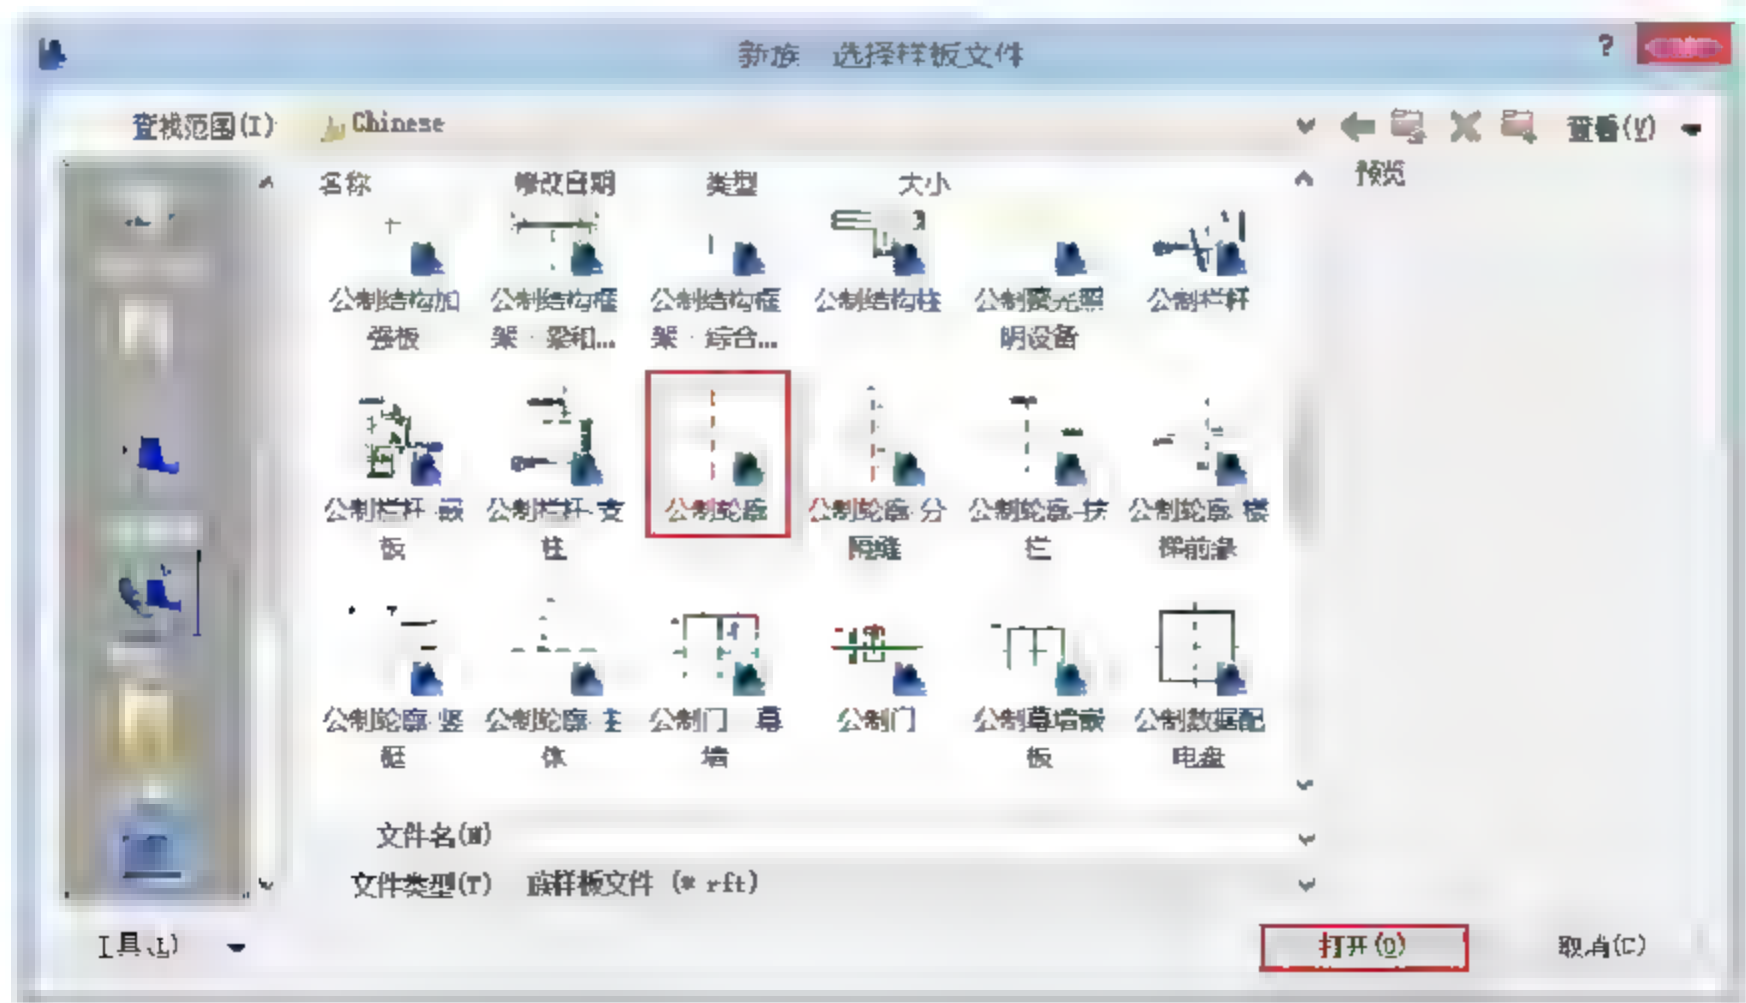 新族 选择样板文件
?
查找范围(I) Chinese 查看(V)
名称 修改日期 类型 大小 预览
公制结构加强板
公制结构框架 - 梁和...
公制结构框架 - 综合...
公制结构柱
公制荧光照明设备
公制栏杆
公制栏杆-嵌板
公制栏杆-支柱
公制轮廓
公制轮廓-分隔缝
公制轮廓-扶栏
公制轮廓-楼梯前缘
公制轮廓-竖梃
公制轮廓-主体
公制门 - 幕墙
公制门
公制幕墙嵌板
公制数据配电盘
文件名(N)
文件类型(T) 族样板文件 (*.rft)
工具(L)
打开(O) 取消(C)